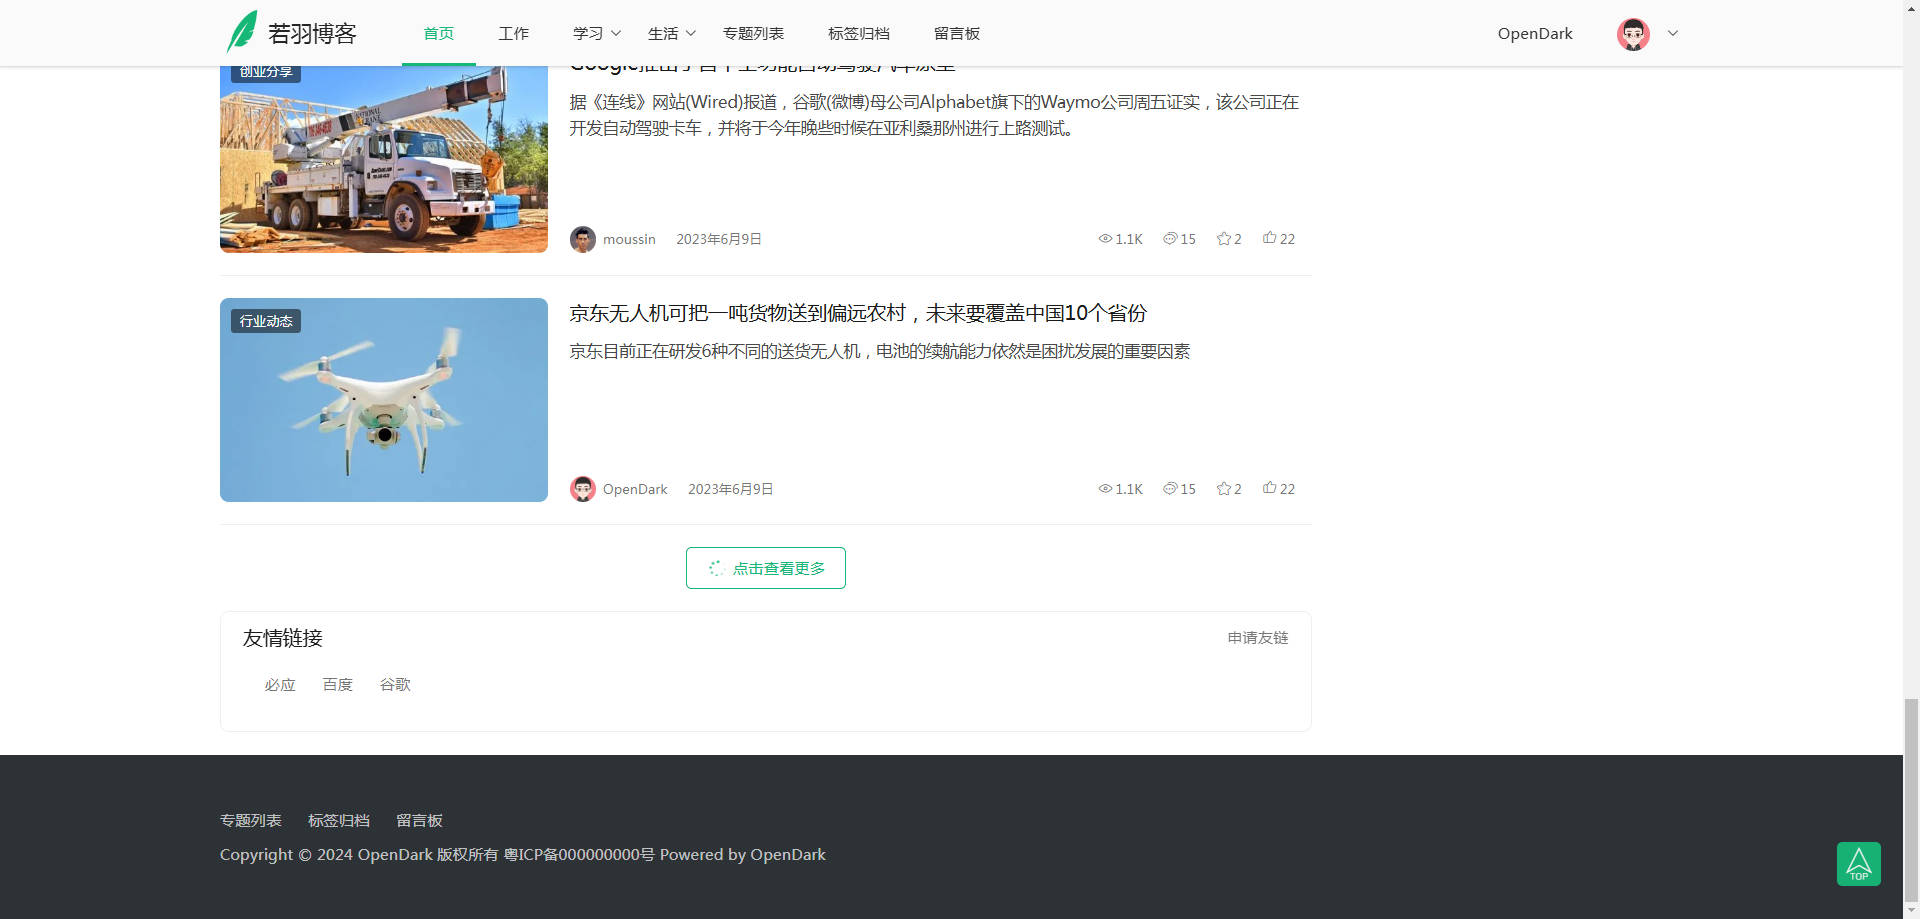 若羽博客
首页 工作 学习 生活 专题列表 标签归档 留言板 OpenDark
创业分享
据《连线》网站(Wired)报道，谷歌(微博)母公司Alphabet旗下的Waymo公司周五证实，该公司正在
开发自动驾驶卡车，并将于今年晚些时候在亚利桑那州进行上路测试。
moussin 2023年6月9日 1.1K 15 2 22
行业动态
京东无人机可把一吨货物送到偏远农村，未来要覆盖中国10个省份
京东目前正在研发6种不同的送货无人机，电池的续航能力依然是困扰发展的重要因素
OpenDark 2023年6月9日 1.1K 15 2 22
点击查看更多
友情链接 申请友链
必应 百度 谷歌
专题列表 标签归档 留言板
Copyright © 2024 OpenDark 版权所有 粤ICP备000000000号 Powered by OpenDark
TOP